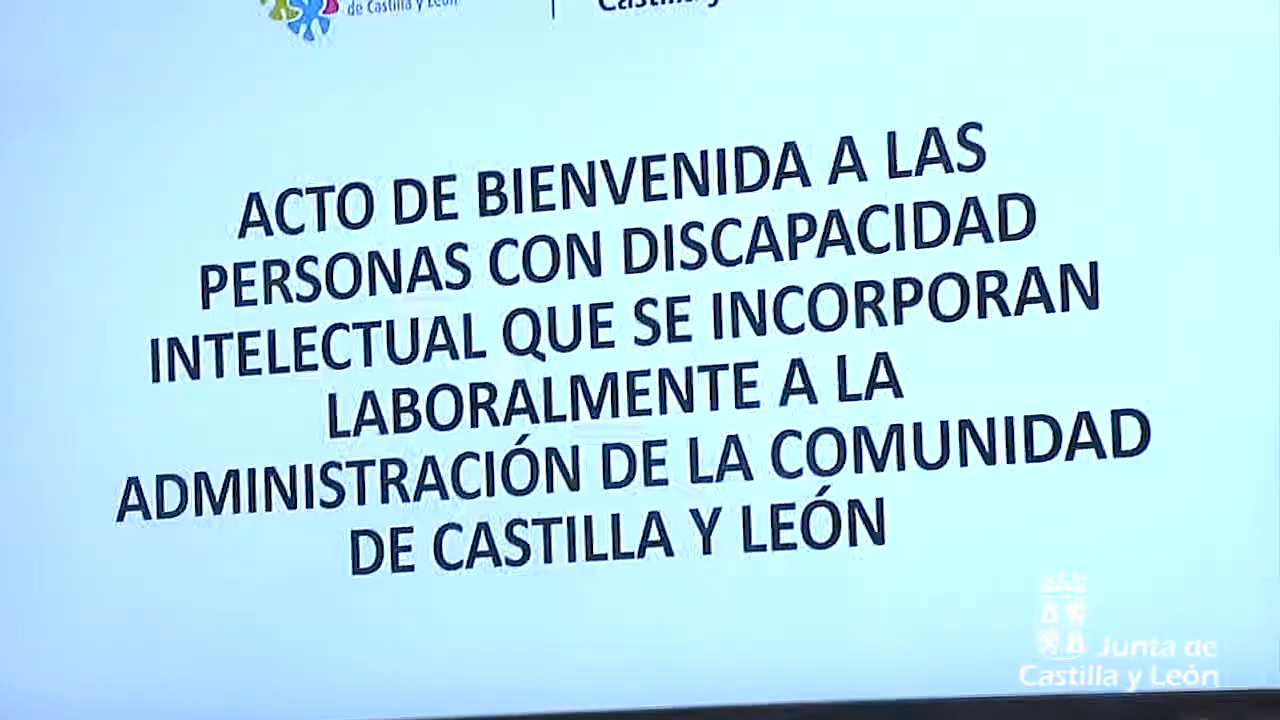 de Castilla y León
ACTO DE BIENVENIDA A LAS
PERSONAS CON DISCAPACIDAD
INTELECTUAL QUE SE INCORPORAN
LABORALMENTE A LA
ADMINISTRACIÓN DE LA COMUNIDAD
DE CASTILLA Y LEÓN
Junta de
Castilla y León